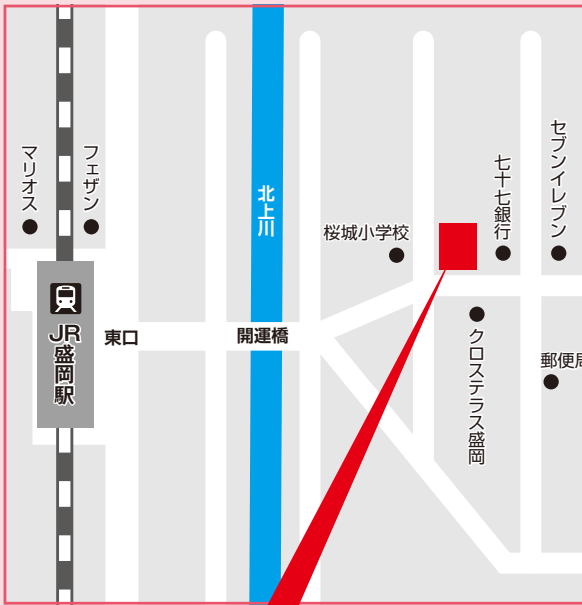 マリオス
フェザン
北上川
桜城小学校
七十七銀行
セブンイレブン
JR
盛岡駅
東口
開運橋
クロステラス盛岡
郵便局